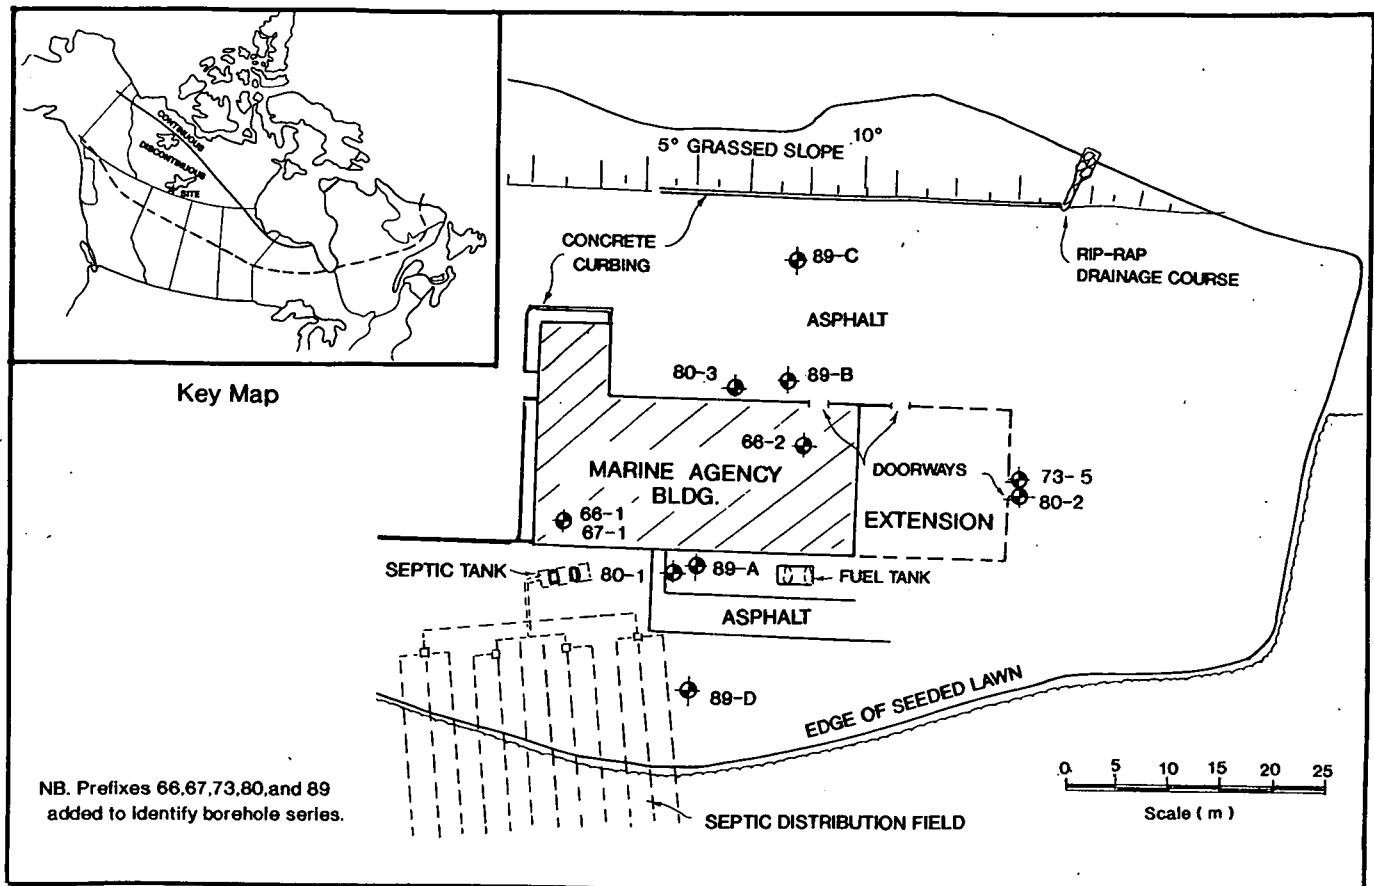 CONTINUOUS
DISCONTINUOUS
SITE
Key Map
5° GRASSED SLOPE 10°
CONCRETE
CURBING
89-C
RIP-RAP
DRAINAGE COURSE
ASPHALT
80-3
89-B
66-2
MARINE AGENCY
BLDG.
DOORWAYS
73-5
80-2
66-1
67-1
EXTENSION
SEPTIC TANK
80-1
89-A
FUEL TANK
ASPHALT
89-D
EDGE OF SEEDED LAWN
0 5 10 15 20 25
Scale (m)
NB. Prefixes 66,67,73,80,and 89
added to identify borehole series.
SEPTIC DISTRIBUTION FIELD